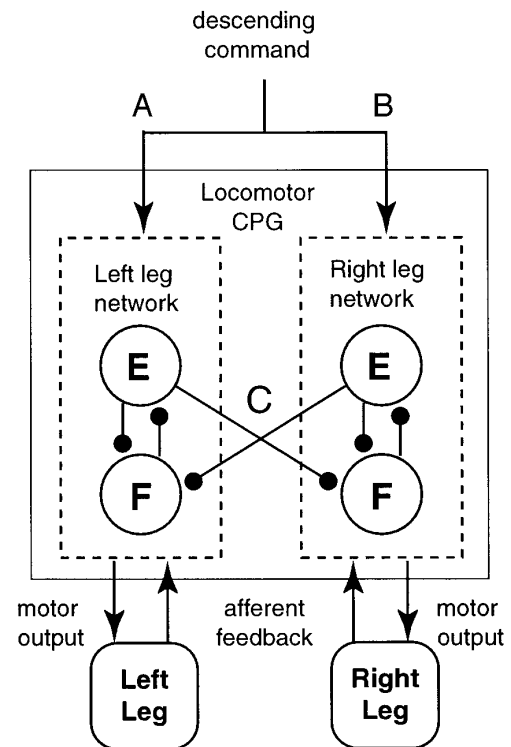 descending
command
A
B
Locomotor
CPG
Left leg
network
Right leg
network
E
E
C
F
F
motor
output
afferent
feedback
motor
output
Left
Leg
Right
Leg